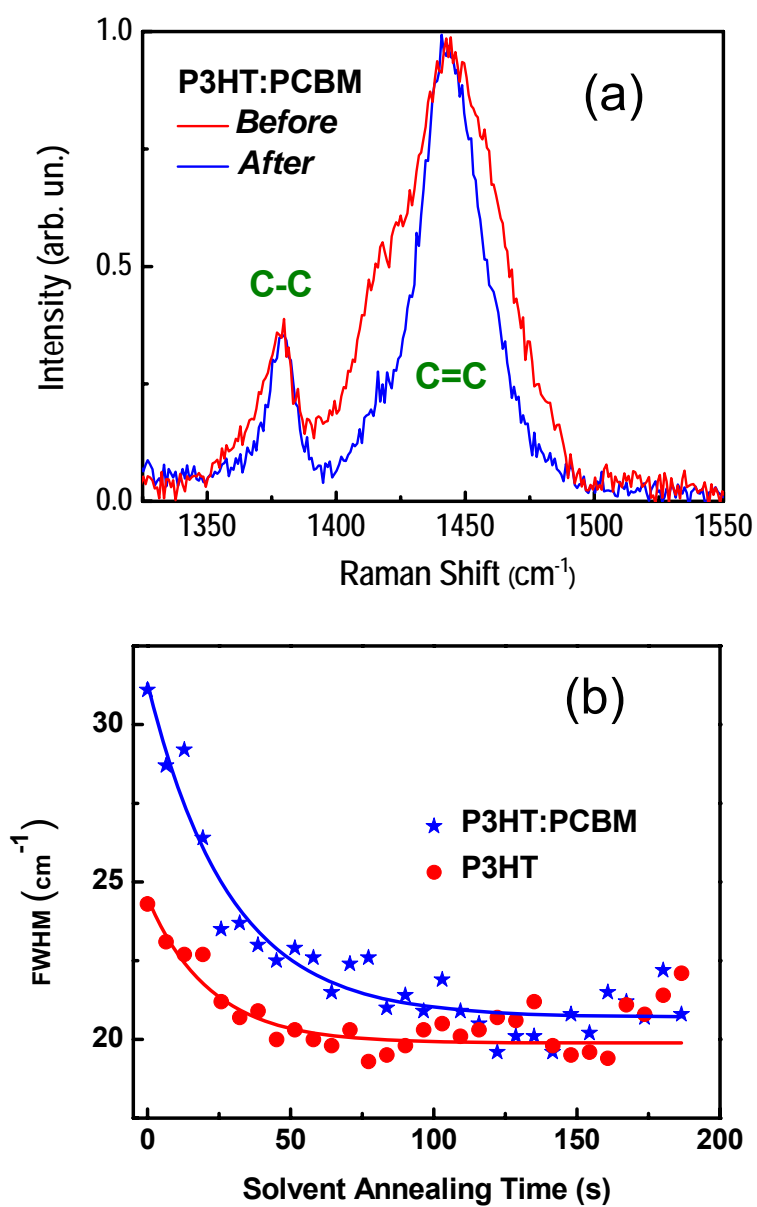 1.0
P3HT:PCBM
Before
After
(a)
0.5
C-C
C=C
Intensity (arb. un.)
0.0
1350 1400 1450 1500 1550
Raman Shift (cm-1)
(b)
30
P3HT:PCBM
P3HT
25
FWHM (cm-1)
20
0 50 100 150 200
Solvent Annealing Time (s)